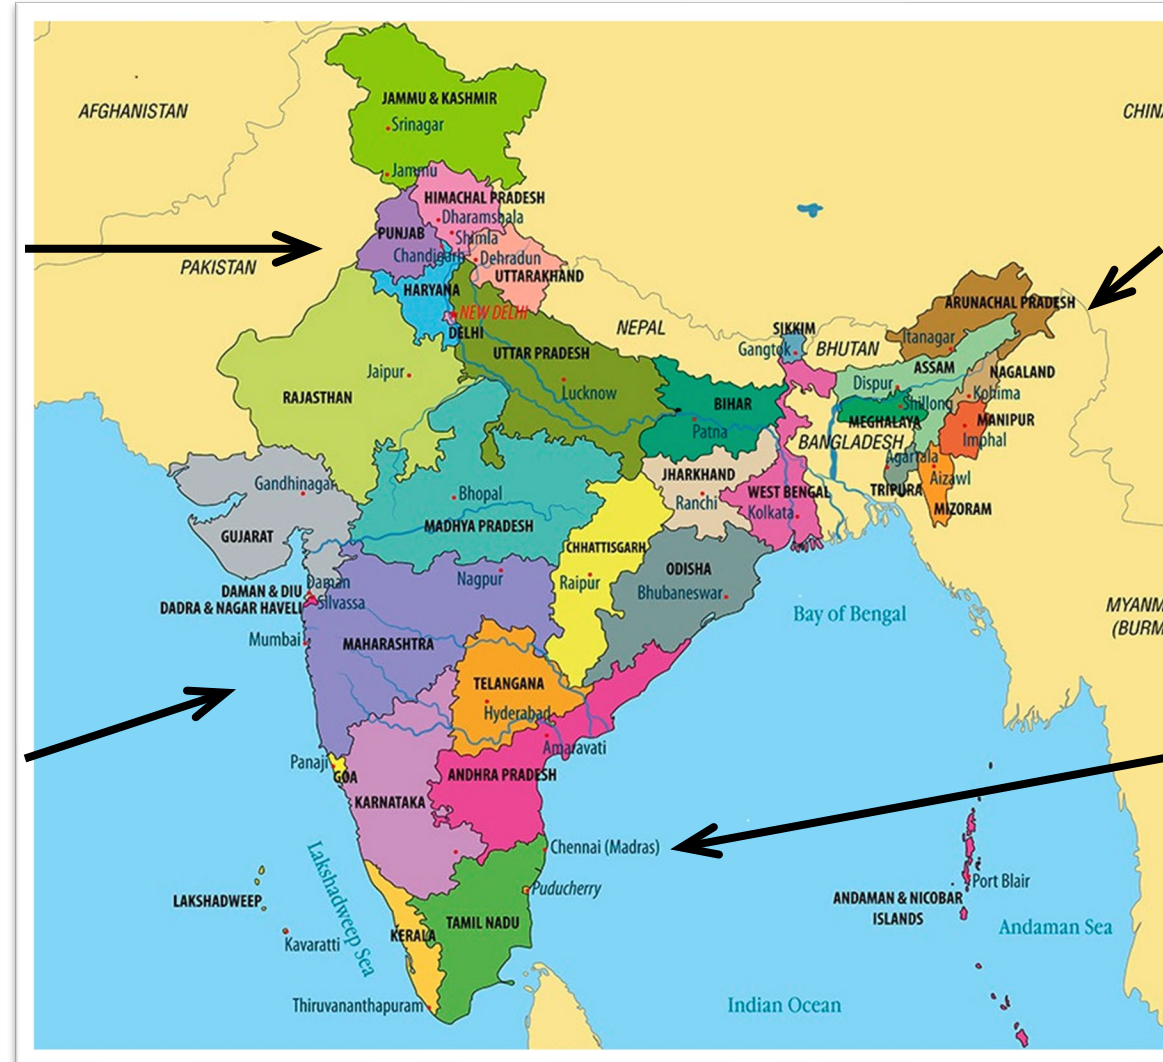 AFGHANISTAN
CHINA
JAMMU & KASHMIR
Srinagar
Jammu
HIMACHAL PRADESH
Dharamshala
PUNJAB
Shimla
Chandigarh
Dehradun
PAKISTAN
UTTARAKHAND
HARYANA
NEW DELHI
DELHI
NEPAL
SIKKIM
Gangtok
BHUTAN
ARUNACHAL PRADESH
Itanagar
UTTAR PRADESH
ASSAM
NAGALAND
Jaipur
Lucknow
Dispur
Kohima
RAJASTHAN
BIHAR
Shillong
MEGHALAYA
MANIPUR
Patna
BANGLADESH
Imphal
Agartala
Gandhinagar
Bhopal
JHARKHAND
Ranchi
WEST BENGAL
Kolkata
TRIPURA
Aizawl
MIZORAM
GUJARAT
MADHYA PRADESH
CHHATTISGARH
ODISHA
Daman
Nagpur
Raipur
Bhubaneswar
DAMAN & DIU
DADRA & NAGAR HAVELI
Silvassa
Bay of Bengal
MYANM
(BURM
Mumbai
MAHARASHTRA
TELANGANA
Hyderabad
Amaravati
Panaji
GOA
ANDHRA PRADESH
KARNATAKA
Chennai (Madras)
Lakshadweep Sea
Puducherry
Port Blair
LAKSHADWEEP
ANDAMAN & NICOBAR
ISLANDS
Kavaratti
KERALA
TAMIL NADU
Andaman Sea
Thiruvananthapuram
Indian Ocean